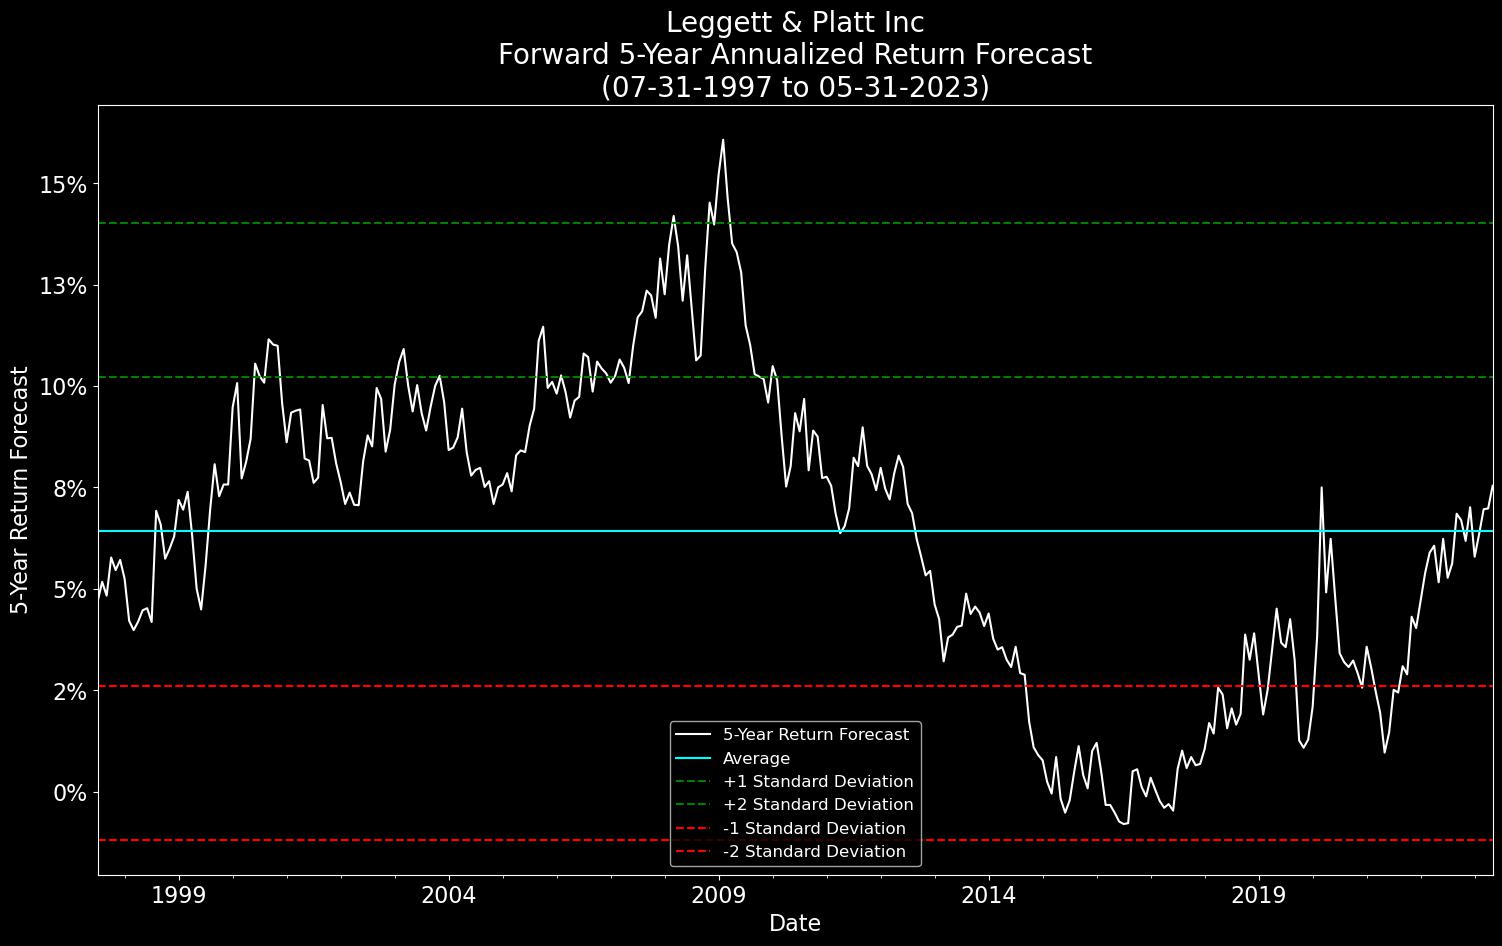 Leggett & Platt Inc
Forward 5-Year Annualized Return Forecast
(07-31-1997 to 05-31-2023)
5-Year Return Forecast
15%
13%
10%
8%
5%
2%
0%
5-Year Return Forecast
Average
+1 Standard Deviation
+2 Standard Deviation
-1 Standard Deviation
-2 Standard Deviation
1999
2004
2009
2014
2019
Date